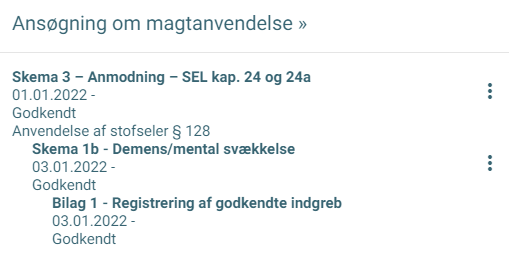 Ansøgning om magtanvendelse »
Skema 3 – Anmodning – SEL kap. 24 og 24a
01.01.2022 -
Godkendt
Anvendelse af stofseler § 128
Skema 1b - Demens/mental svækkelse
03.01.2022 -
Godkendt
Bilag 1 - Registrering af godkendte indgreb
03.01.2022 -
Godkendt